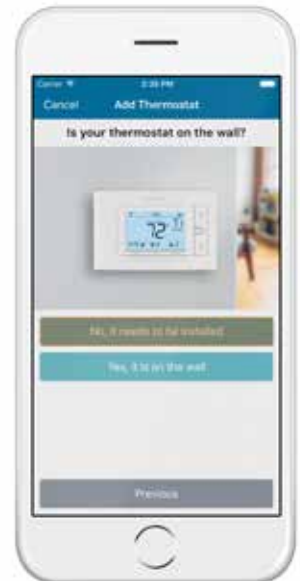 Carrier 2:39 PM
Cancel Add Thermostat
Is your thermostat on the wall?
72
No, it needs to be installed
Yes, it is on the wall
Previous